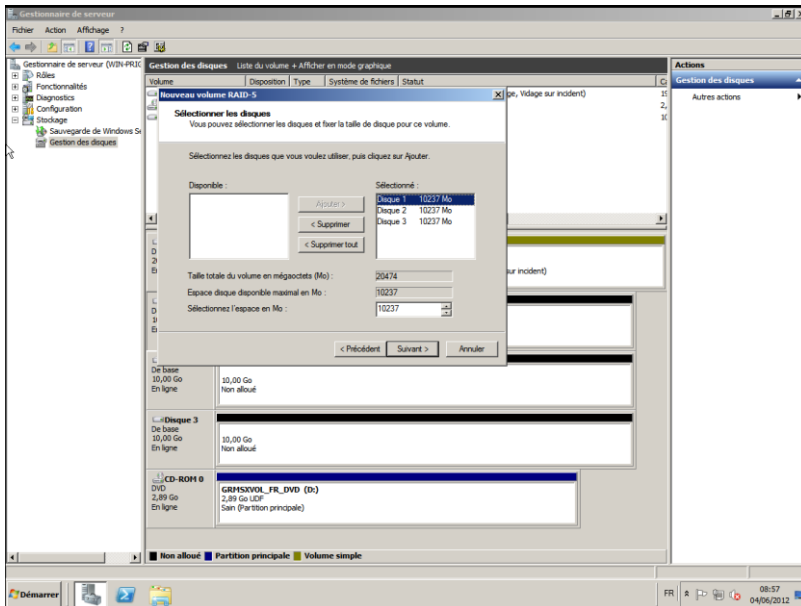 Gestionnaire de serveur
Fichier Action Affichage ?
Gestionnaire de serveur (WIN-PRIC
Rôles
Fonctionnalités
Diagnostics
Configuration
Stockage
Sauvegarde de Windows Se
Gestion des disques
Gestion des disques Liste du volume + Afficher en mode graphique
Volume Disposition Type Système de fichiers Statut
ge, Vidage sur incident)
Actions
Gestion des disques
Autres actions
Nouveau volume RAID-5
Sélectionner les disques
Vous pouvez sélectionner les disques et fixer la taille de disque pour ce volume.
Sélectionnez les disques que vous voulez utiliser, puis cliquez sur Ajouter.
Disponible :
Sélectionné :
Ajouter >
< Supprimer
< Supprimer tout
Disque 1 10237 Mo
Disque 2 10237 Mo
Disque 3 10237 Mo
Taille totale du volume en mégaoctets (Mo) : 20474
Espace disque disponible maximal en Mo : 10237
Sélectionnez l'espace en Mo : 10237
< Précédent Suivant > Annuler
sur incident)
De base
10,00 Go
En ligne
10,00 Go
Non alloué
Disque 3
De base
10,00 Go
En ligne
10,00 Go
Non alloué
CD-ROM 0
DVD
2,89 Go
En ligne
GRMSXVOL_FR_DVD (D:)
2,89 Go UDF
Sain (Partition principale)
Non alloué Partition principale Volume simple
Démarrer
FR
08:57
04/06/2012